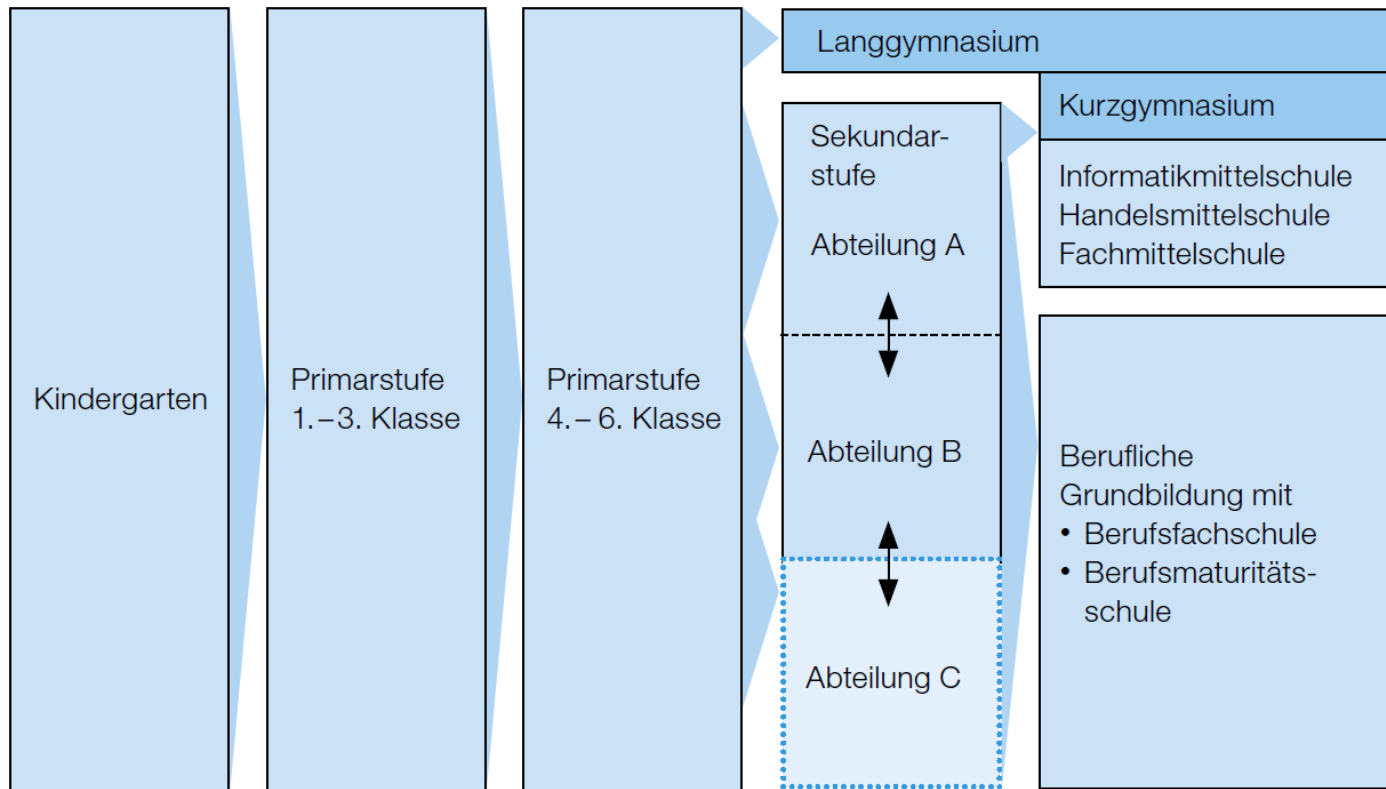 Kindergarten
Primarstufe
1.–3. Klasse
Primarstufe
4.–6. Klasse
Langgymnasium
Sekundar-
stufe
Abteilung A
Abteilung B
Abteilung C
Kurzgymnasium
Informatikmittelschule
Handelsmittelschule
Fachmittelschule
Berufliche
Grundbildung mit
• Berufsfachschule
• Berufsmaturitäts-
schule